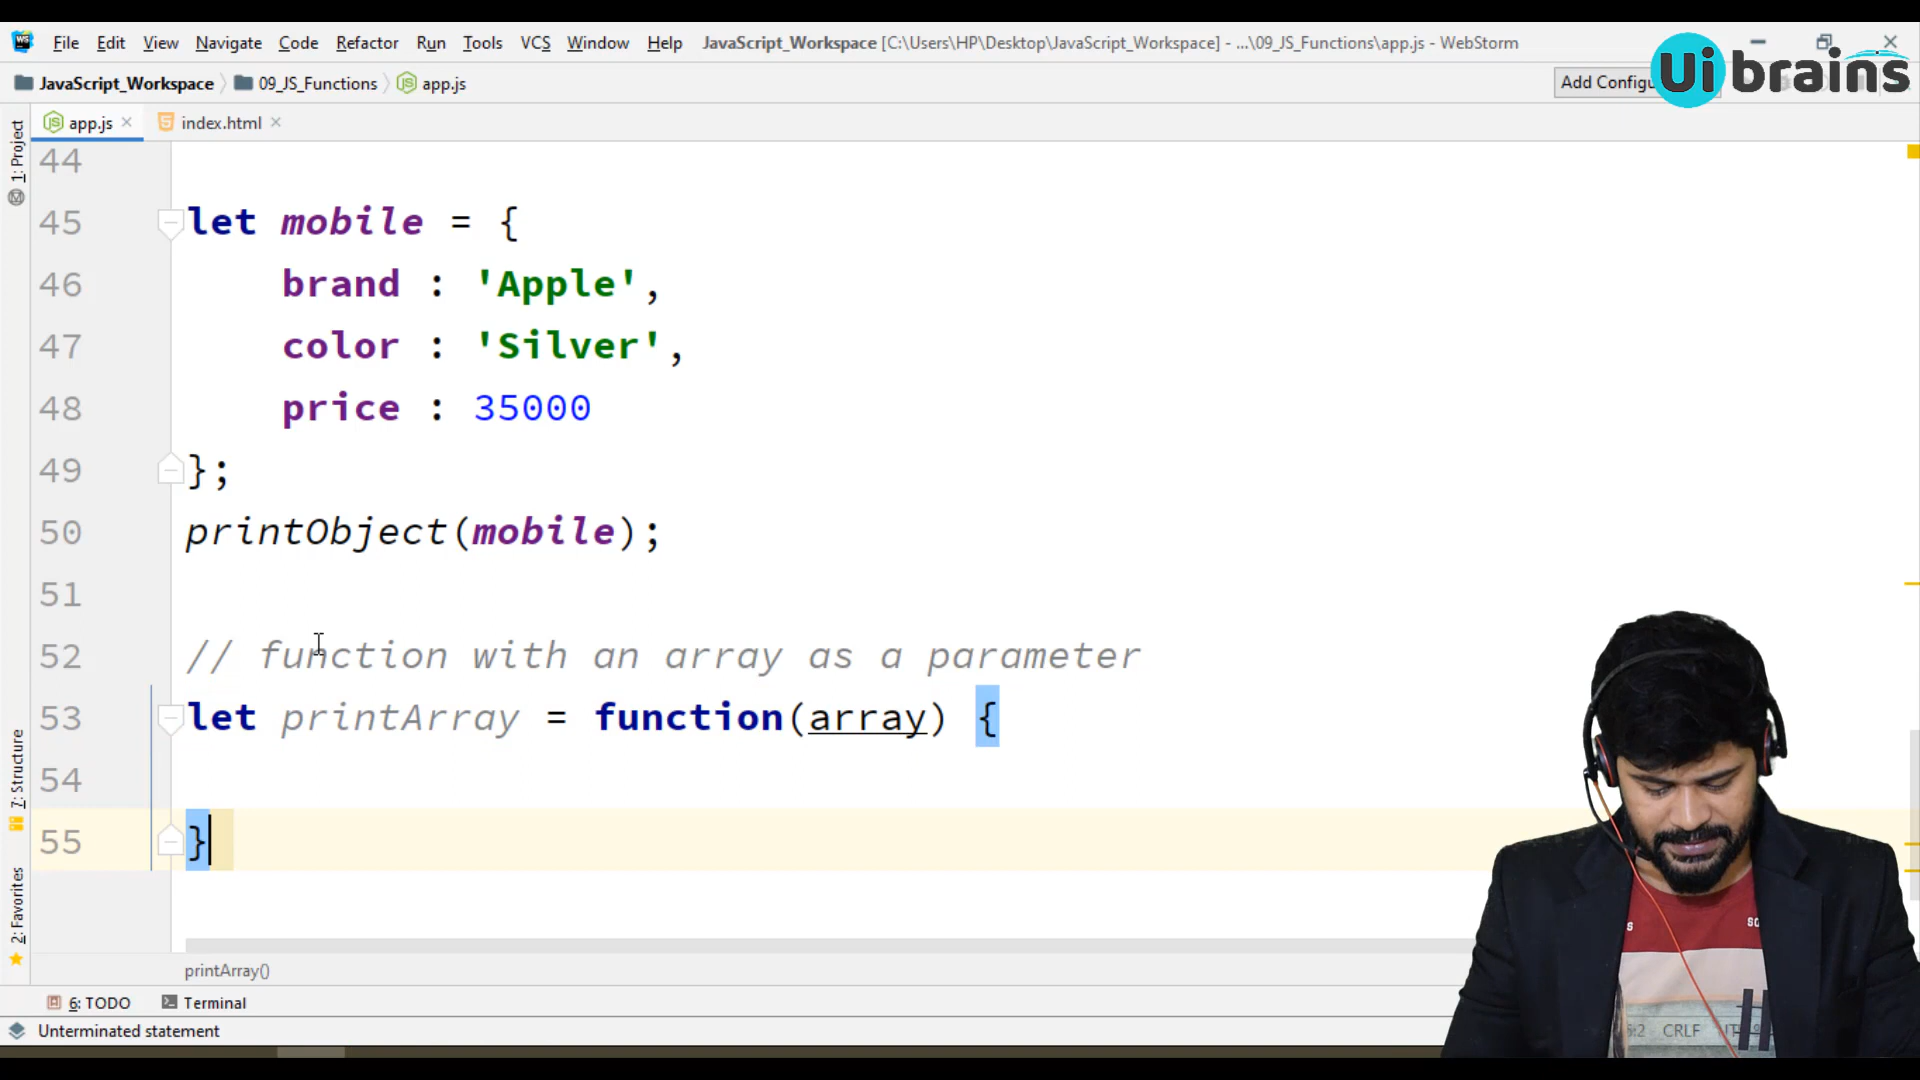 File Edit View Navigate Code Refactor Run Tools VCS Window Help JavaScript_Workspace [C:\Users\HP\Desktop\JavaScript_Workspace] - ...\09_JS_Functions\app.js - WebStorm
JavaScript_Workspace 09_JS_Functions app.js Add Config
Ui brains
app.js index.html
1: Project
7: Structure
2: Favorites
44
45 let mobile = {
46 brand : 'Apple',
47 color : 'Silver',
48 price : 35000
49 };
50 printObject(mobile);
51
52 // function with an array as a parameter
53 let printArray = function(array) {
54
55 }
printArray()
6: TODO Terminal
Unterminated statement
CRLF